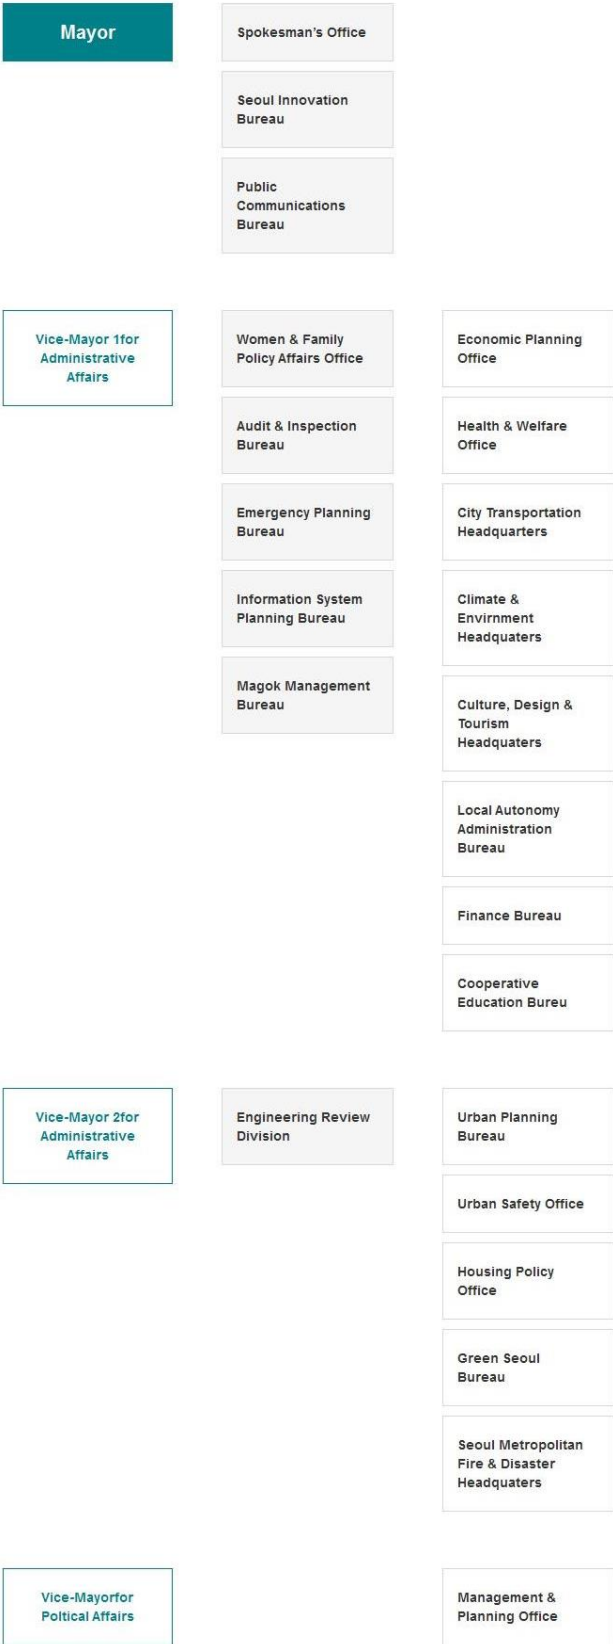 Mayor
Spokesman's Office
Seoul Innovation
Bureau
Public
Communications
Bureau
Vice-Mayor 1for
Administrative
Affairs
Women & Family
Policy Affairs Office
Audit & Inspection
Bureau
Emergency Planning
Bureau
Information System
Planning Bureau
Magok Management
Bureau
Economic Planning
Office
Health & Welfare
Office
City Transportation
Headquarters
Climate &
Envirnment
Headquaters
Culture, Design &
Tourism
Headquaters
Local Autonomy
Administration
Bureau
Finance Bureau
Cooperative
Education Bureu
Vice-Mayor 2for
Administrative
Affairs
Engineering Review
Division
Urban Planning
Bureau
Urban Safety Office
Housing Policy
Office
Green Seoul
Bureau
Seoul Metropolitan
Fire & Disaster
Headquaters
Vice-Mayorfor
Poltical Affairs
Management &
Planning Office